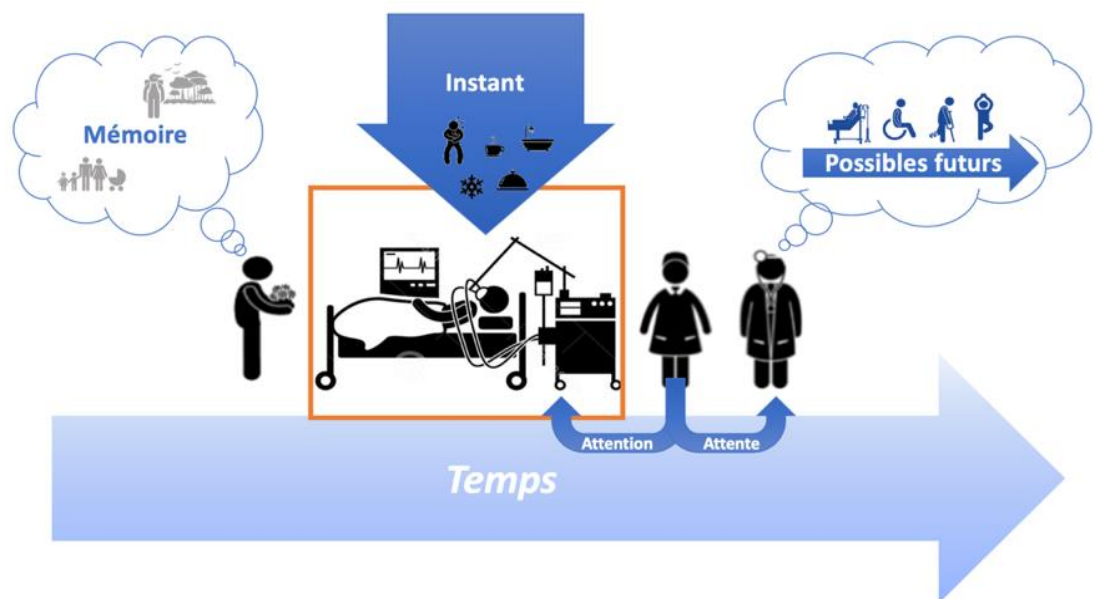 Instant
Mémoire
Possibles futurs
Attention
Attente
Temps